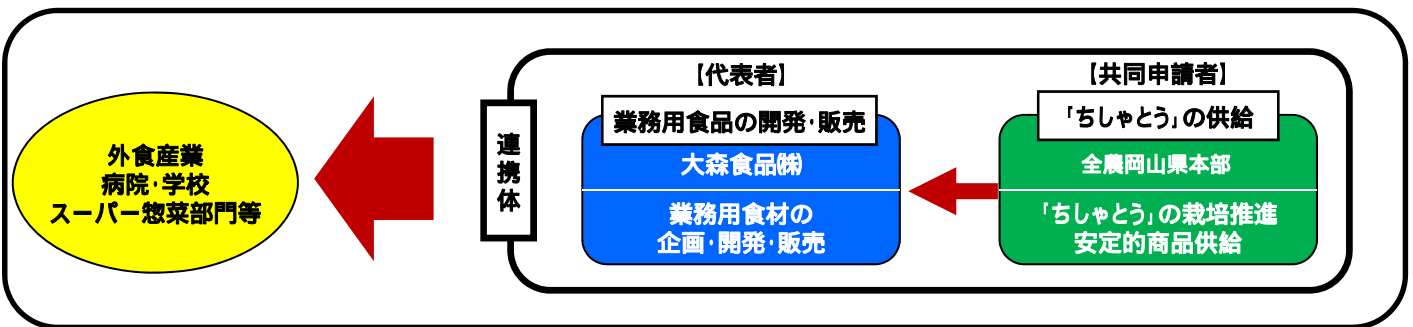 外食産業
病院・学校
スーパー惣菜部門等
連携体
【代表者】
業務用食品の開発・販売
大森食品㈱
業務用食材の
企画・開発・販売
【共同申請者】
「ちしゃとう」の供給
全農岡山県本部
「ちしゃとう」の栽培推進
安定的商品供給